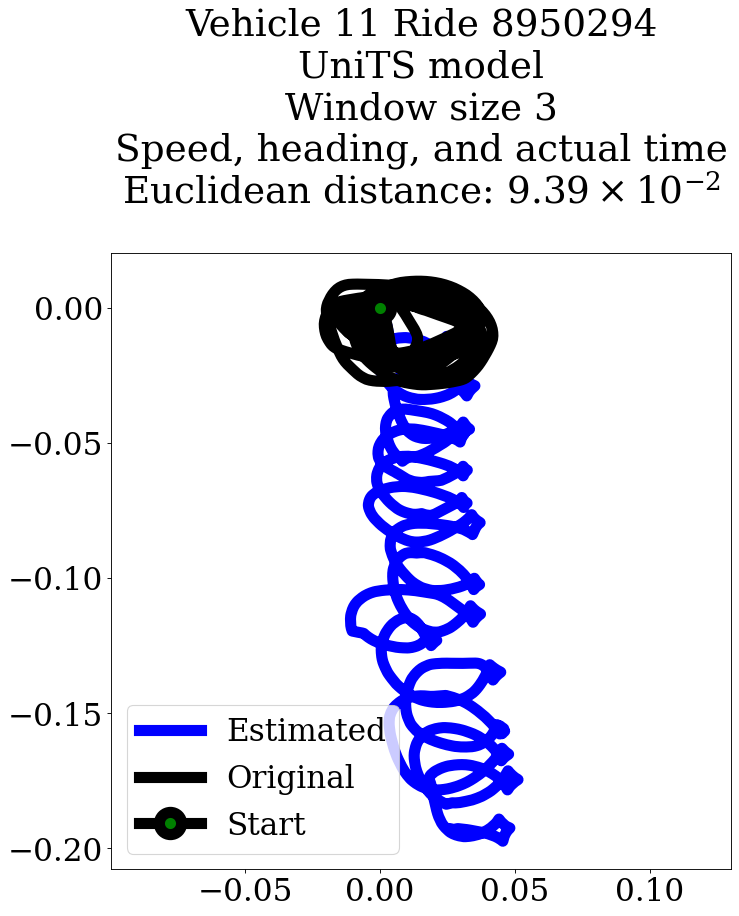 Vehicle 11 Ride 8950294
UniTS model
Window size 3
Speed, heading, and actual time
Euclidean distance: 9.39 × 10⁻²
0.00
−0.05
−0.10
−0.15
−0.20
Estimated
Original
Start
−0.05 0.00 0.05 0.10